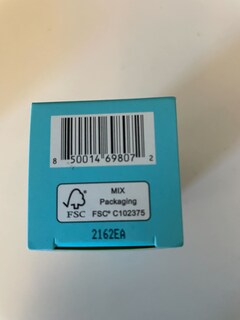 8 50014 69807 2
MIX
Packaging
FSC FSC® C102375
2162EA